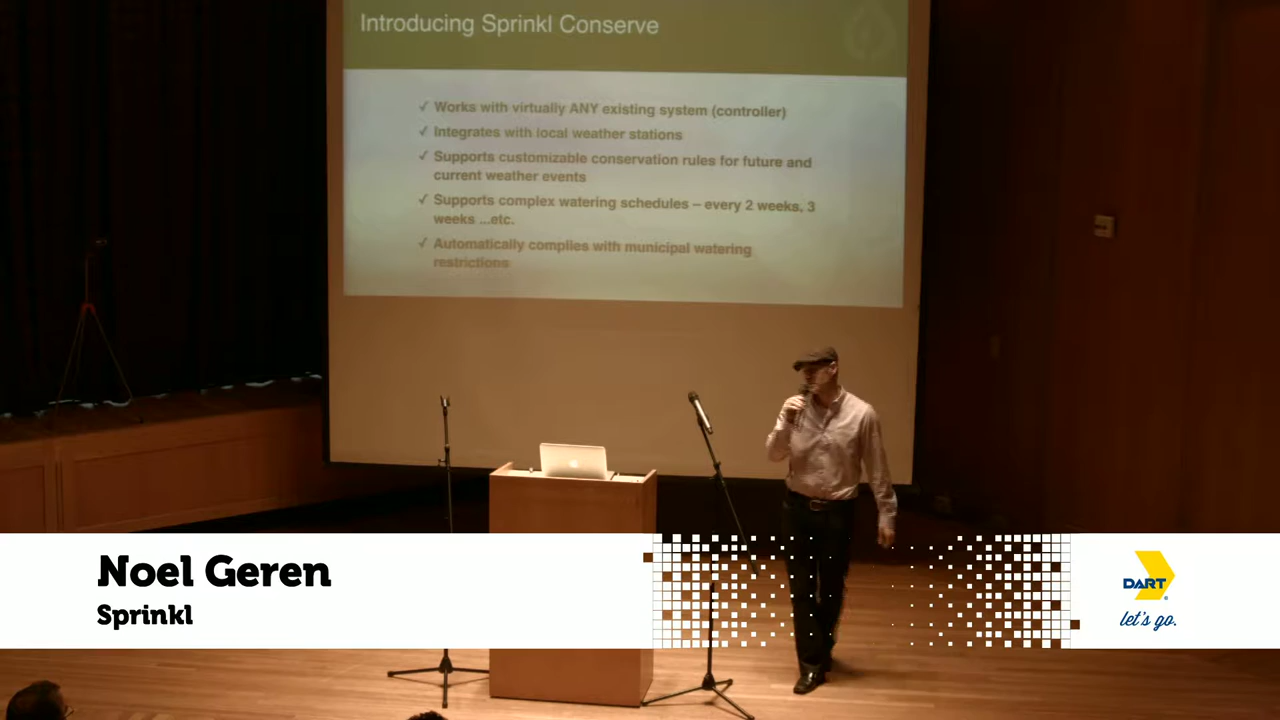 Introducing Sprinkl Conserve
✓ Works with virtually ANY existing system (controller)
✓ Integrates with local weather stations
✓ Supports customizable conservation rules for future and
current weather events
✓ Supports complex watering schedules – every 2 weeks, 3
weeks ...etc.
✓ Automatically complies with municipal watering
restrictions
Noel Geren
Sprinkl
DART
let's go.